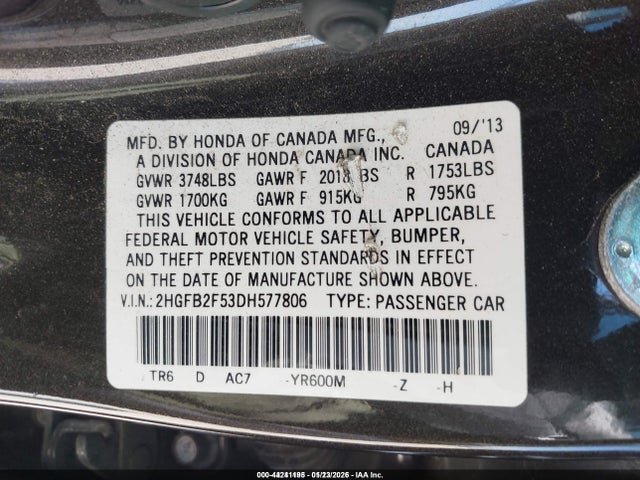 MFD. BY HONDA OF CANADA MFG., 09/'13
A DIVISION OF HONDA CANADA INC. CANADA
GVWR 3748LBS GAWR F 2018LBS R 1753LBS
GVWR 1700KG GAWR F 915KG R 795KG
THIS VEHICLE CONFORMS TO ALL APPLICABLE
FEDERAL MOTOR VEHICLE SAFETY, BUMPER,
AND THEFT PREVENTION STANDARDS IN EFFECT
ON THE DATE OF MANUFACTURE SHOWN ABOVE.
V.I.N.: 2HGFB2F53DH577806 TYPE: PASSENGER CAR
TR6 D AC7 -YR600M -Z -H
000-44241196 - 01/23/2026 - IAA Inc.